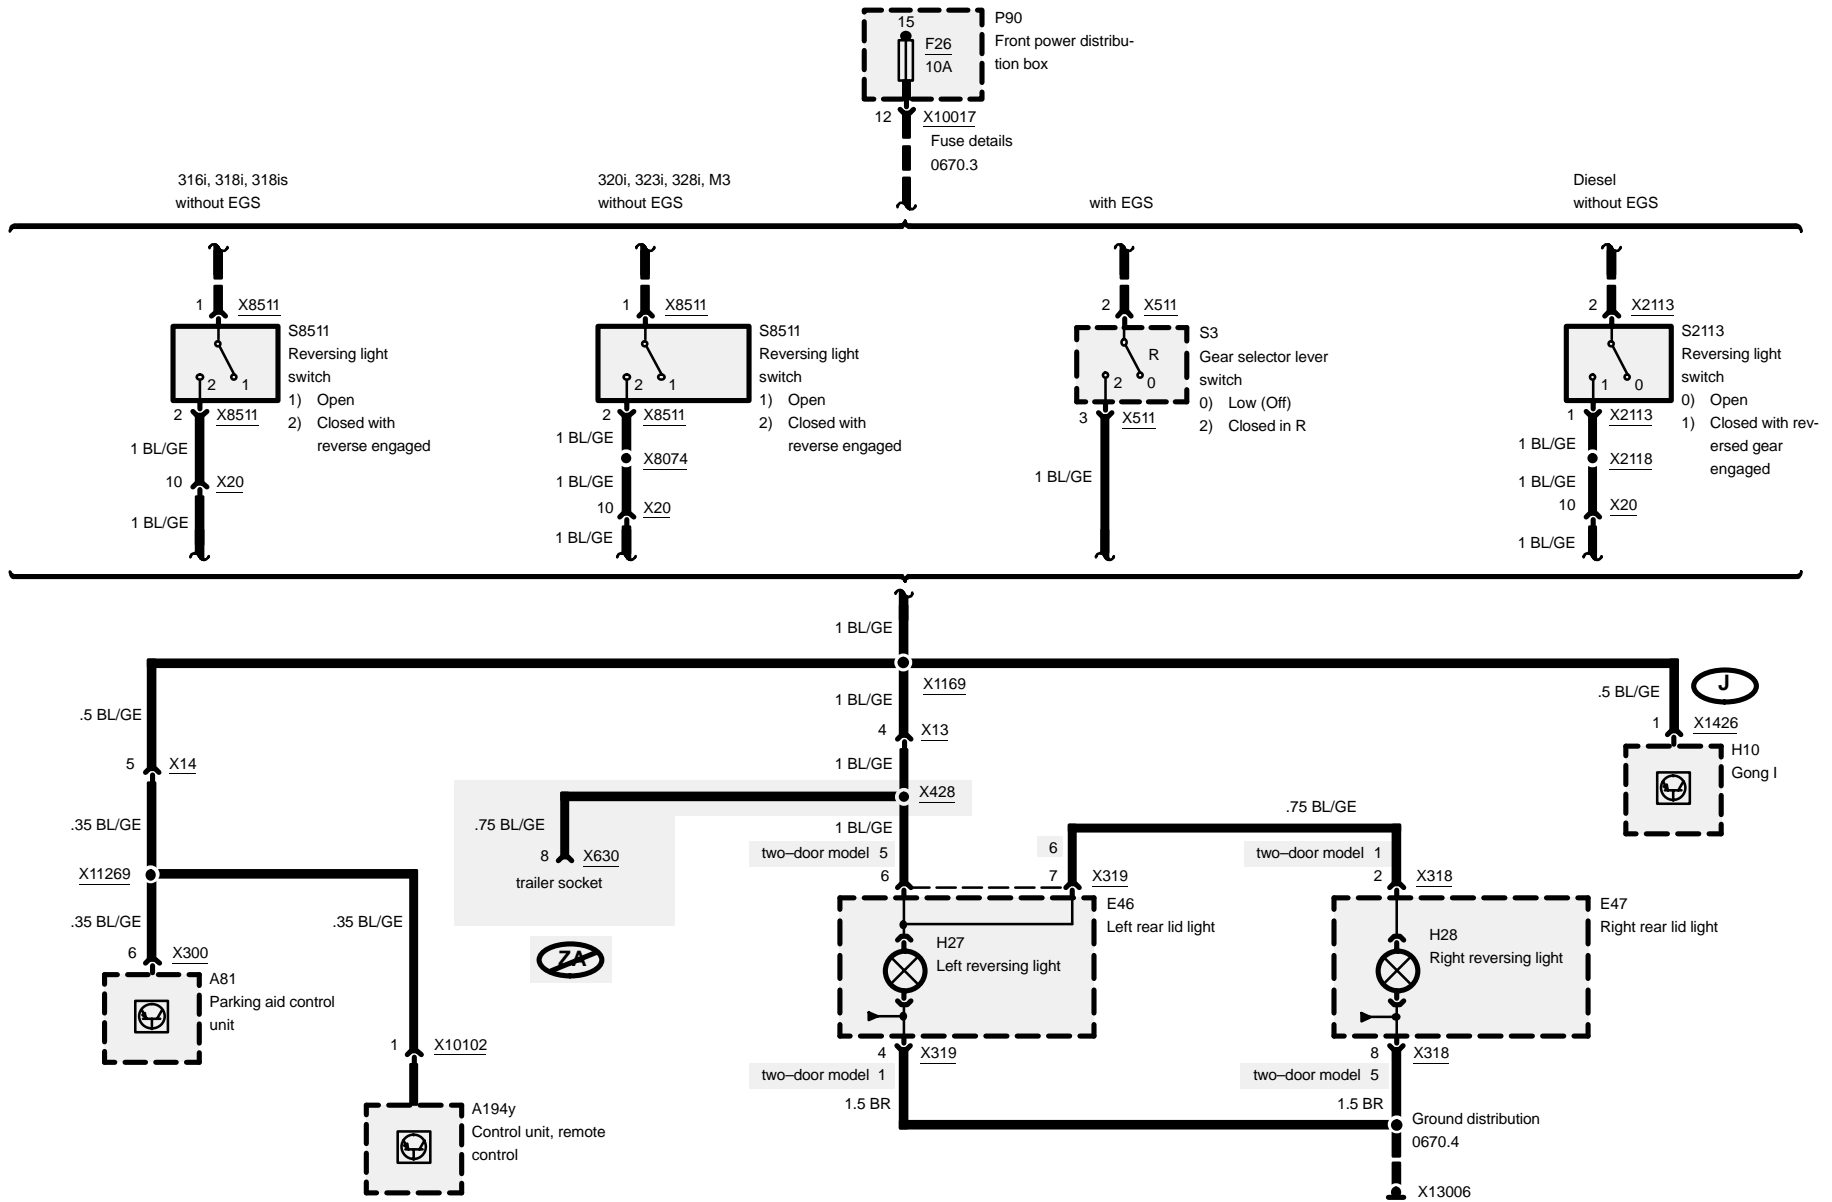 15
F26
10A
P90
Front power distribu-
tion box
12 X10017
Fuse details
0670.3
316i, 318i, 318is
without EGS
320i, 323i, 328i, M3
without EGS
with EGS
Diesel
without EGS
1 X8511
S8511
Reversing light
switch
1) Open
2) Closed with
reverse engaged
2 1
2 X8511
1 BL/GE
10 X20
1 BL/GE
1 X8511
S8511
Reversing light
switch
1) Open
2) Closed with
reverse engaged
2 1
2 X8511
1 BL/GE
X8074
1 BL/GE
10 X20
1 BL/GE
2 X511
S3
Gear selector lever
switch
0) Low (Off)
2) Closed in R
R
2 0
3 X511
1 BL/GE
2 X2113
S2113
Reversing light
switch
0) Open
1) Closed with rev-
ersed gear
engaged
1 0
1 X2113
1 BL/GE
X2118
1 BL/GE
10 X20
1 BL/GE
1 BL/GE
X1169
1 BL/GE
4 X13
1 BL/GE
X428
1 BL/GE
.5 BL/GE
5 X14
.35 BL/GE
X11269
.35 BL/GE
.35 BL/GE
6 X300
A81
Parking aid control
unit
1 X10102
A194y
Control unit, remote
control
.75 BL/GE
8 X630
trailer socket
ZA
.5 BL/GE
J
1 X1426
H10
Gong I
.75 BL/GE
two–door model 5
6
6
7 X319
two–door model 1
2 X318
E46
Left rear lid light
H27
Left reversing light
E47
Right rear lid light
H28
Right reversing light
4 X319
two–door model 1
1.5 BR
8 X318
two–door model 5
1.5 BR
Ground distribution
0670.4
X13006